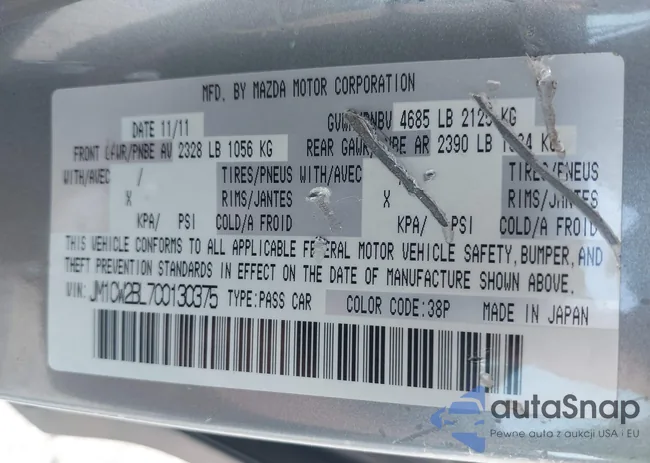 MFD. BY MAZDA MOTOR CORPORATION
DATE 11/11 4685 LB KG
FRONT GAWR/PNBE AV 2328 LB 1056 KG REAR GAWR/PNBE AR 2390 LB KG
WITH/AVEC / TIRES/PNEUS WITH/AVEC / TIRES/PNEUS
X RIMS/JANTES X RIMS/JANTES
KPA/ PSI COLD/A FROID KPA/ PSI COLD/A FROID
THIS VEHICLE CONFORMS TO ALL APPLICABLE FEDERAL MOTOR VEHICLE SAFETY, BUMPER, AND
THEFT PREVENTION STANDARDS IN EFFECT ON THE DATE OF MANUFACTURE SHOWN ABOVE.
VIN: JM1CW2BL7C0130375 TYPE:PASS CAR COLOR CODE:38P MADE IN JAPAN
autaSnap
Pewne auta z aukcji USA i EU